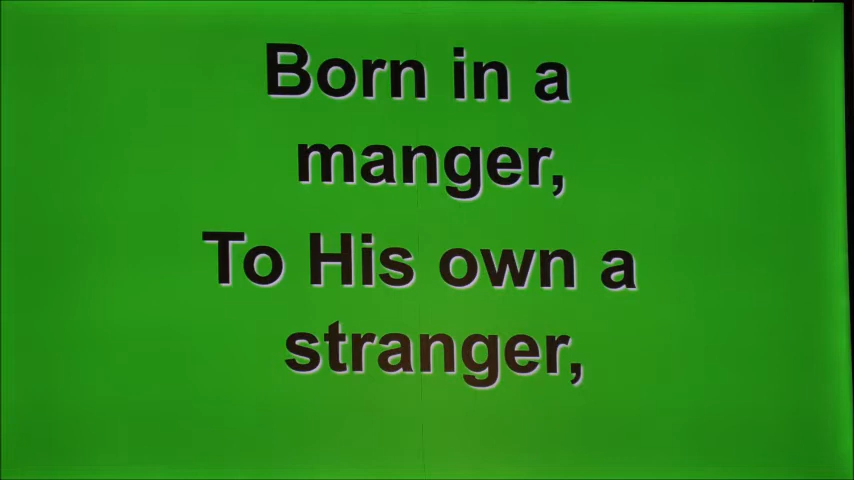 Born in a
manger,
To His own a
stranger,